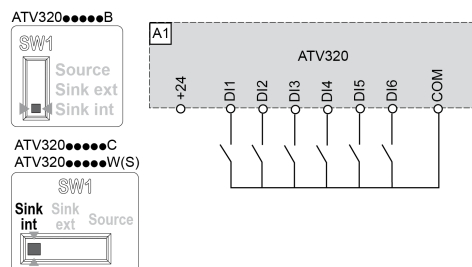 ATV320●●●●●B
SW1
Source
Sink ext
Sink int
ATV320●●●●●C
ATV320●●●●●W(S)
SW1
Sink int
Sink ext
Source
A1
ATV320
+24
DI1
DI2
DI3
DI4
DI5
DI6
COM